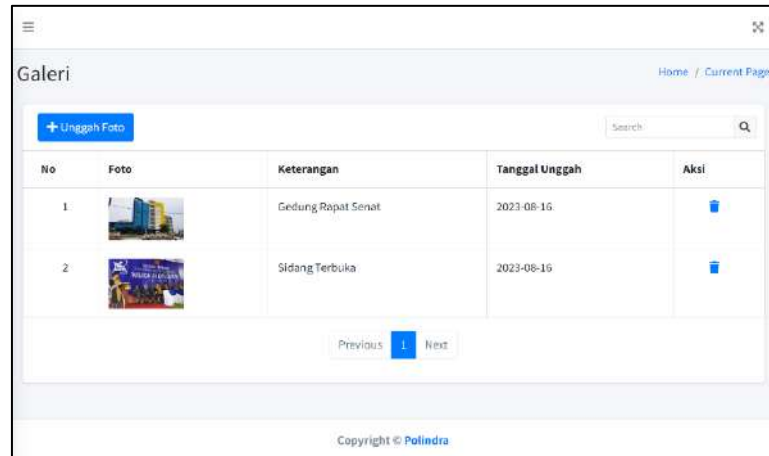 Galeri
Home / Current Page
Unggah Foto
Search
No Foto Keterangan Tanggal Unggah Aksi
1 Gedung Rapat Senat 2023-08-16
2 Sidang Terbuka 2023-08-16
Previous 1 Next
Copyright © Polindra